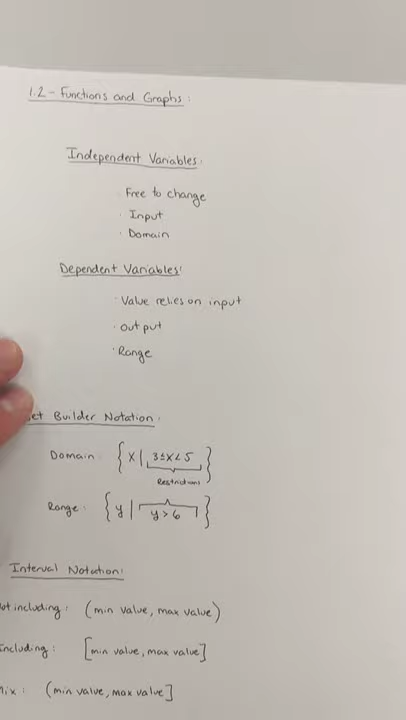 1.2 - Functions and Graphs:
Independent Variables:
Free to change
· Input
· Domain
Dependent Variables:
· Value relies on input
· output
· Range
et Builder Notation:
Domain: {x | 3≤x<5}
Restrictions
Range: {y | y>6}
Interval Notation:
ot including: (min value, max value)
ncluding: [min value, max value]
Mix: (min value, max value]